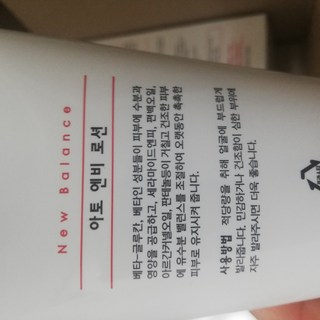 New Balance
아토 엔비 로션
베타-글루칸, 베타인 성분들이 피부에 수분과
영양을 공급하고, 세라마이드엔피, 판백오일,
아르간커넬오일, 판테놀등이 거칠고 건조한 피부
에 유수분 밸런스를 조절하여 오랫동안 촉촉한
피부로 유지시켜 줍니다.
사용방법 적당량을 취해 얼굴에 부드럽게
발라줍니다. 민감하거나 건조함이 심한 부위에
자주 발라주시면 더욱 좋습니다.